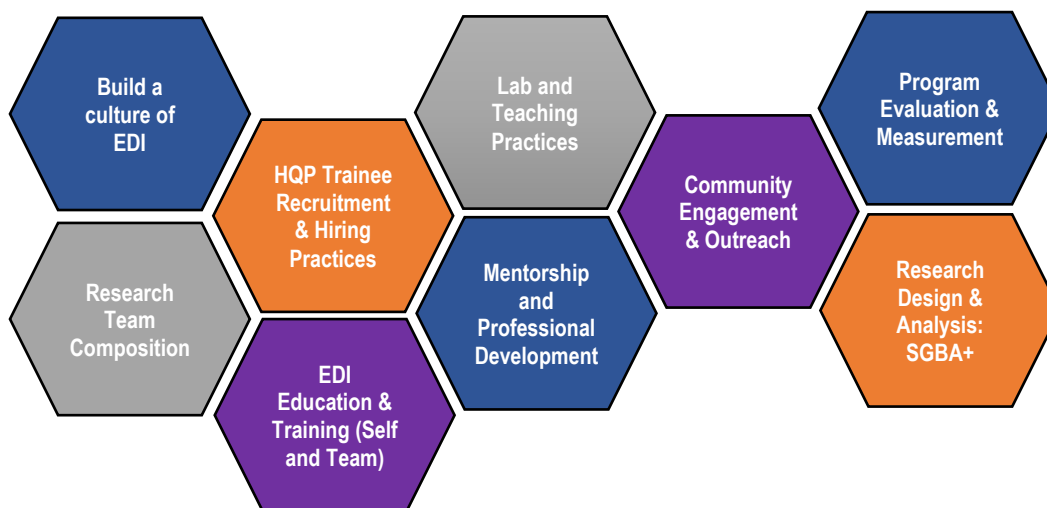 Build a
culture of
EDI
Research
Team
Composition
HQP Trainee
Recruitment
& Hiring
Practices
EDI
Education &
Training (Self
and Team)
Lab and
Teaching
Practices
Mentorship
and
Professional
Development
Community
Engagement
& Outreach
Program
Evaluation &
Measurement
Research
Design &
Analysis:
SGBA+